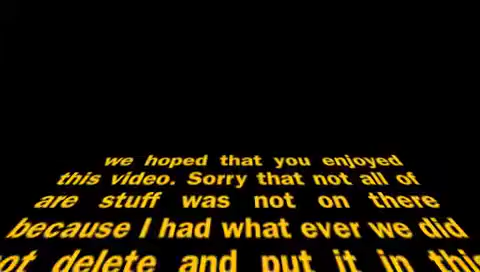 we hoped that you enjoyed
this video. Sorry that not all of
are stuff was not on there
because I had what ever we did
not delete and put it in this